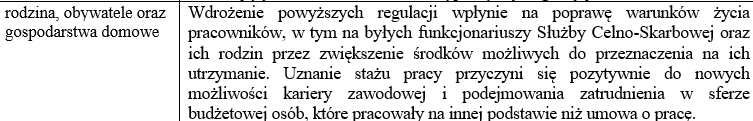 rodzina, obywatele oraz
gospodarstwa domowe
Wdrożenie powyższych regulacji wpłynie na poprawę warunków życia
pracowników, w tym na byłych funkcjonariuszy Służby Celno-Skarbowej oraz
ich rodzin przez zwiększenie środków możliwych do przeznaczenia na ich
utrzymanie. Uznanie stażu pracy przyczyni się pozytywnie do nowych
możliwości kariery zawodowej i podejmowania zatrudnienia w sferze
budżetowej osób, które pracowały na innej podstawie niż umowa o pracę.